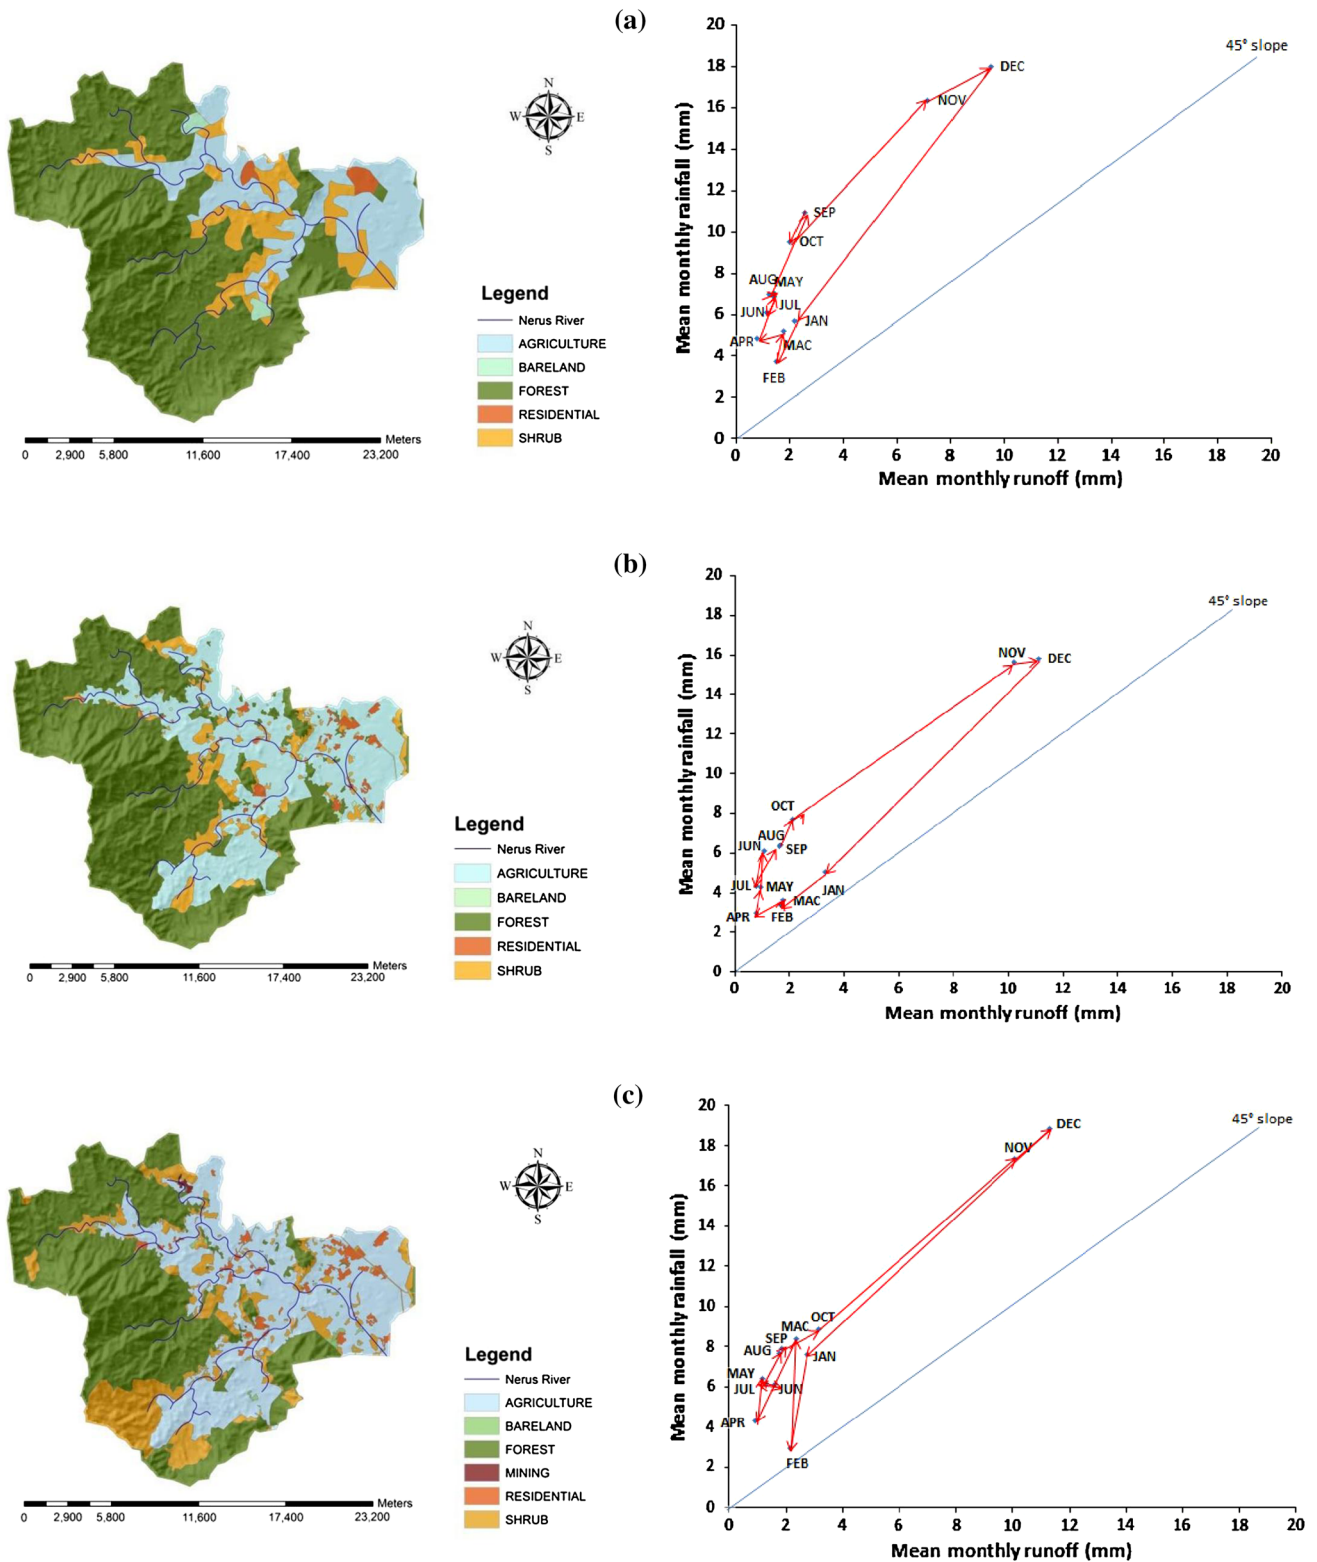 (a)
N
W E
S
Legend
Nerus River
AGRICULTURE
BARELAND
FOREST
RESIDENTIAL
SHRUB
Meters
0 2,900 5,800 11,600 17,400 23,200
Mean monthly rainfall (mm)
20
18
16
14
12
10
8
6
4
2
0
45° slope
DEC
NOV
SEP
OCT
AUG MAY
JUN JUL
JAN
APR MAC
FEB
0 2 4 6 8 10 12 14 16 18 20
Mean monthly runoff (mm)
(b)
N
W E
S
Legend
Nerus River
AGRICULTURE
BARELAND
FOREST
RESIDENTIAL
SHRUB
Meters
0 2,900 5,800 11,600 17,400 23,200
Mean monthly rainfall (mm)
20
18
16
14
12
10
8
6
4
2
0
45° slope
NOV DEC
OCT
AUG
JUN SEP
JUL MAY JAN
MAC
APR FEB
0 2 4 6 8 10 12 14 16 18 20
Mean monthly runoff (mm)
(c)
N
W E
S
Legend
Nerus River
AGRICULTURE
BARELAND
FOREST
MINING
RESIDENTIAL
SHRUB
Meters
0 2,900 5,800 11,600 17,400 23,200
Mean monthly rainfall (mm)
20
18
16
14
12
10
8
6
4
2
0
45° slope
DEC
NOV
OCT
MAC
SEP
AUG JAN
MAY
JUL JUN
APR
FEB
0 2 4 6 8 10 12 14 16 18 20
Mean monthly runoff (mm)